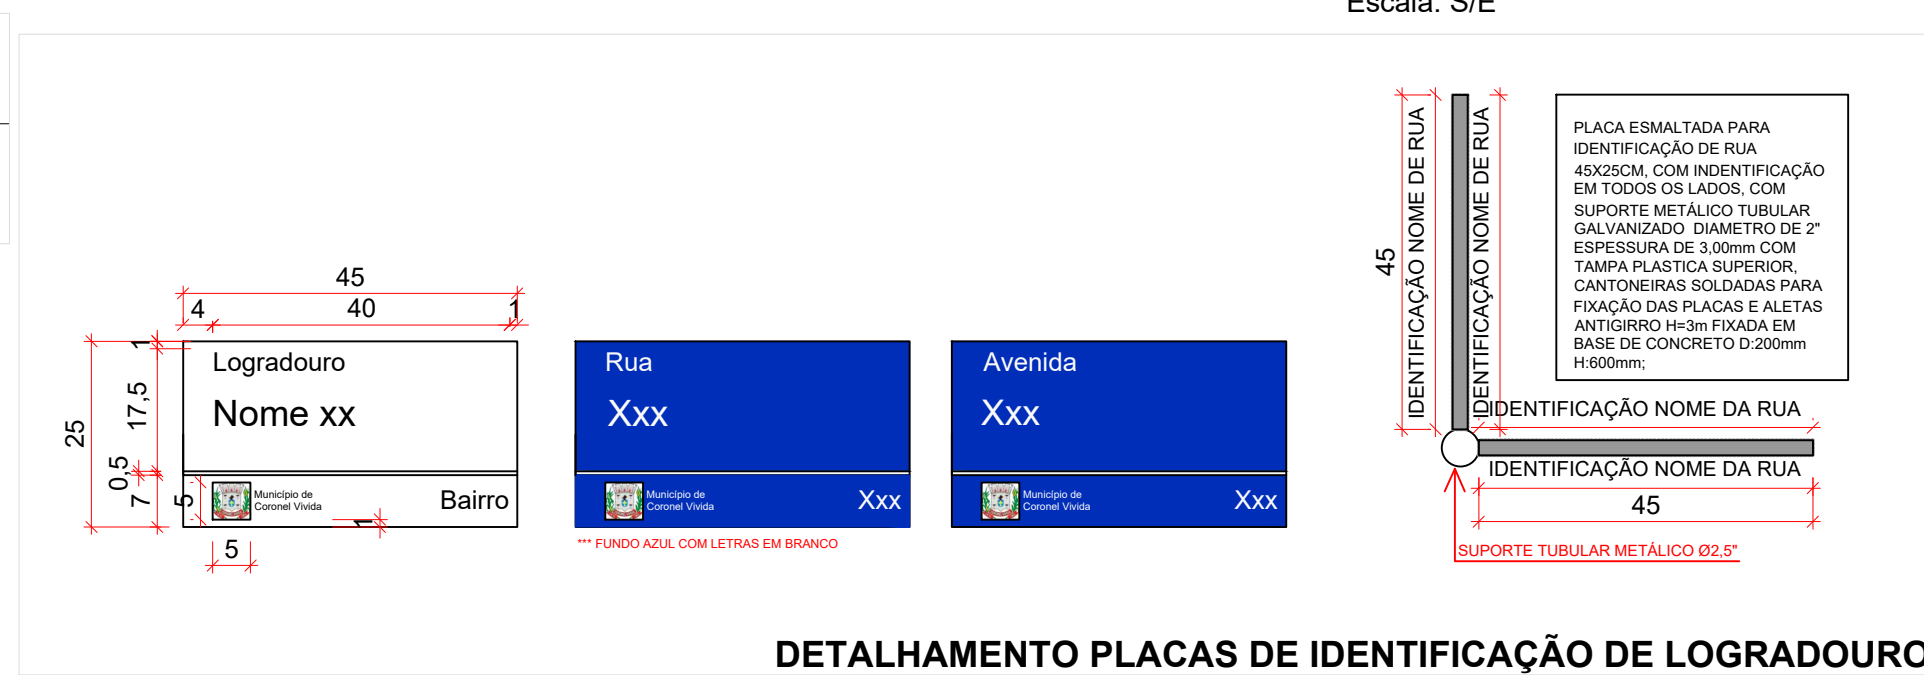 Escala: S/E
45
4
40
1
1
17,5
25
0,5
7
5
5
1
Logradouro
Nome xx
Município de
Coronel Vivida
Bairro
Rua
Xxx
Município de
Coronel Vivida
Xxx
*** FUNDO AZUL COM LETRAS EM BRANCO
Avenida
Xxx
Município de
Coronel Vivida
Xxx
45
IDENTIFICAÇÃO NOME DE RUA
IDENTIFICAÇÃO NOME DE RUA
IDENTIFICAÇÃO NOME DA RUA
IDENTIFICAÇÃO NOME DA RUA
45
SUPORTE TUBULAR METÁLICO Ø2,5"
PLACA ESMALTADA PARA
IDENTIFICAÇÃO DE RUA
45X25CM, COM INDENTIFICAÇÃO
EM TODOS OS LADOS, COM
SUPORTE METÁLICO TUBULAR
GALVANIZADO DIAMETRO DE 2"
ESPESSURA DE 3,00mm COM
TAMPA PLASTICA SUPERIOR,
CANTONEIRAS SOLDADAS PARA
FIXAÇÃO DAS PLACAS E ALETAS
ANTIGIRRO H=3m FIXADA EM
BASE DE CONCRETO D:200mm
H:600mm;
DETALHAMENTO PLACAS DE IDENTIFICAÇÃO DE LOGRADOURO